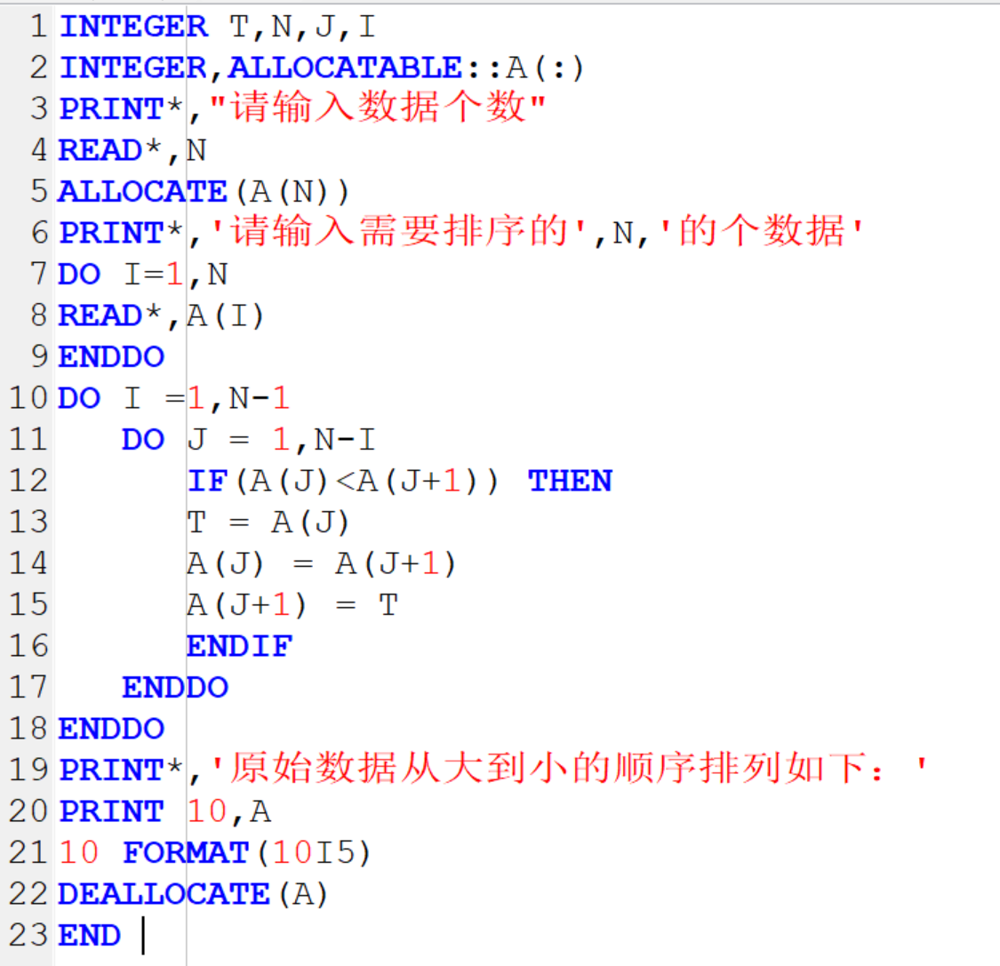 1 INTEGER T,N,J,I
2 INTEGER,ALLOCATABLE::A(:)
3 PRINT*,"请输入数据个数"
4 READ*,N
5 ALLOCATE(A(N))
6 PRINT*,'请输入需要排序的',N,'的个数据'
7 DO I=1,N
8 READ*,A(I)
9 ENDDO
10 DO I =1,N-1
11    DO J = 1,N-I
12       IF(A(J)<A(J+1)) THEN
13       T = A(J)
14       A(J) = A(J+1)
15       A(J+1) = T
16       ENDIF
17    ENDDO
18 ENDDO
19 PRINT*,'原始数据从大到小的顺序排列如下：'
20 PRINT 10,A
21 10 FORMAT(10I5)
22 DEALLOCATE(A)
23 END